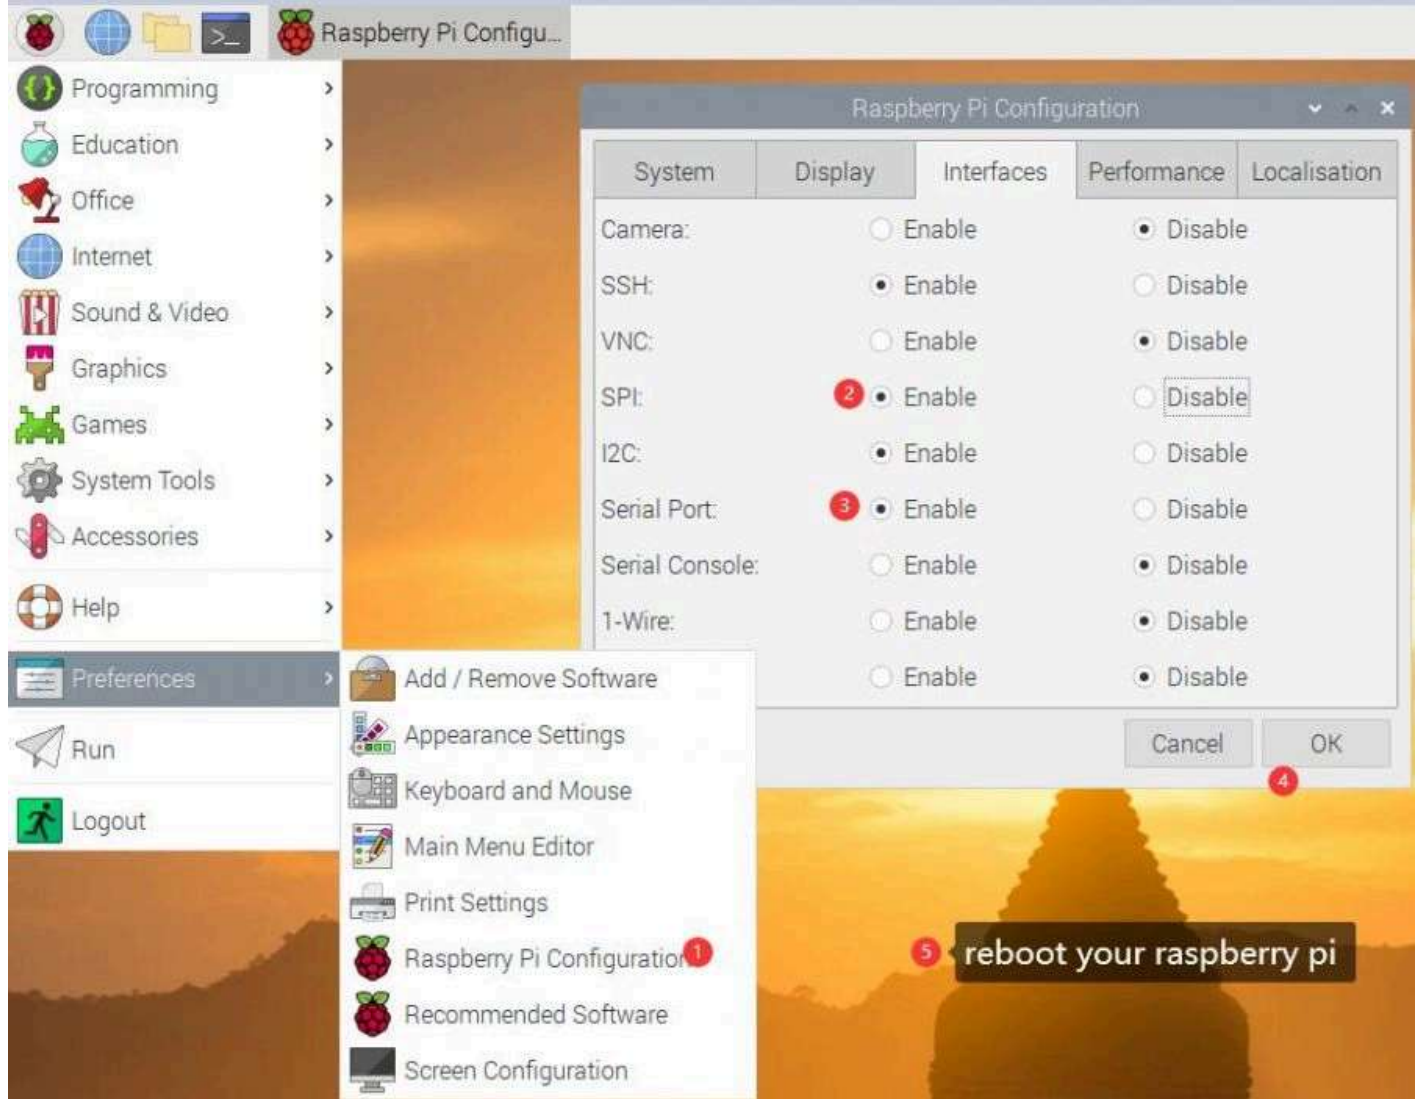 Raspberry Pi Configu...
Programming
Education
Office
Internet
Sound & Video
Graphics
Games
System Tools
Accessories
Help
Preferences
Run
Logout
Add / Remove Software
Appearance Settings
Keyboard and Mouse
Main Menu Editor
Print Settings
Raspberry Pi Configuration 1
Recommended Software
Screen Configuration
Raspberry Pi Configuration
System Display Interfaces Performance Localisation
Camera: Enable Disable
SSH: Enable Disable
VNC: Enable Disable
SPI: 2 Enable Disable
I2C: Enable Disable
Serial Port: 3 Enable Disable
Serial Console: Enable Disable
1-Wire: Enable Disable
Enable Disable
Cancel OK
4
5 reboot your raspberry pi